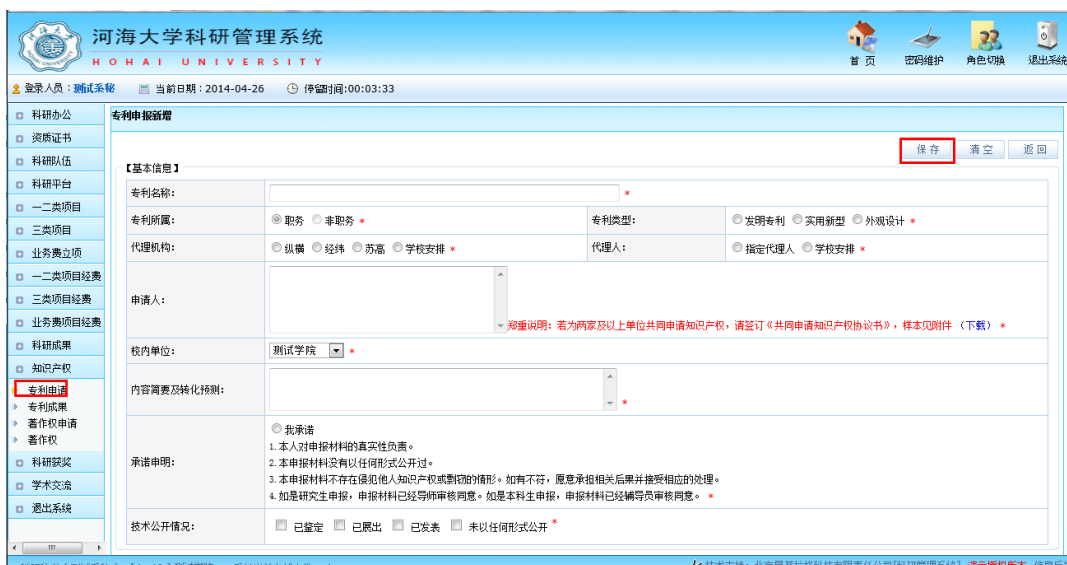 河海大学科研管理系统
HOHAI UNIVERSITY
首 页 密码维护 角色切换 退出系统
登录人员：测试系秘 当前日期：2014-04-26 停留时间:00:03:33
科研办公
资质证书
科研队伍
科研平台
一二类项目
三类项目
业务费立项
一二类项目经费
三类项目经费
业务费项目经费
科研成果
知识产权
专利申请
专利成果
著作权申请
著作权
科研获奖
学术交流
退出系统
专利申报新增
保 存 清 空 返 回
【基本信息】
专利名称: *
专利所属: 职务 非职务 * 专利类型: 发明专利 实用新型 外观设计 *
代理机构: 纵横 经纬 苏高 学校安排 * 代理人: 指定代理人 学校安排 *
申请人: 郑重说明: 若为两家及以上单位共同申请知识产权，请签订《共同申请知识产权协议书》，样本见附件 （下载） *
校内单位: 测试学院 *
内容简要及转化预测: *
承诺申明:
我承诺
1.本人对申报材料的真实性负责。
2.本申报材料没有以任何形式公开过。
3.本申报材料不存在侵犯他人知识产权或剽窃的情形。如有不符，愿意承担相关后果并接受相应的处理。
4.如是研究生申报，申报材料已经导师审核同意。如是本科生申报，申报材料已经辅导员审核同意。 *
技术公开情况: 已鉴定 已展出 已发表 未以任何形式公开 *